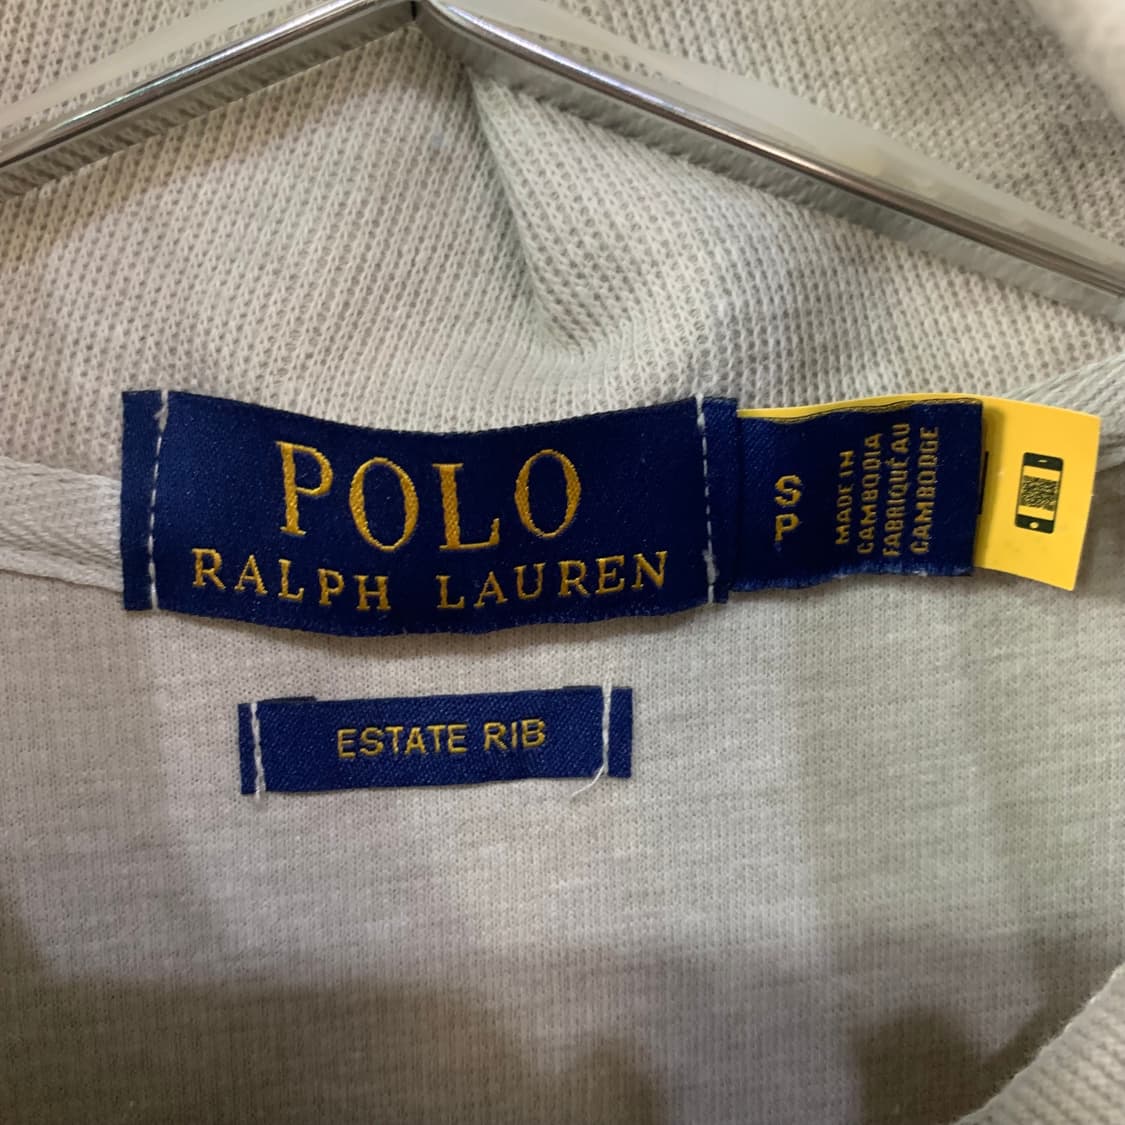 POLO
RALPH LAUREN
S
P
MADE IN
CAMBODIA
FABRIQUÉ AU
CAMBODGE
ESTATE RIB